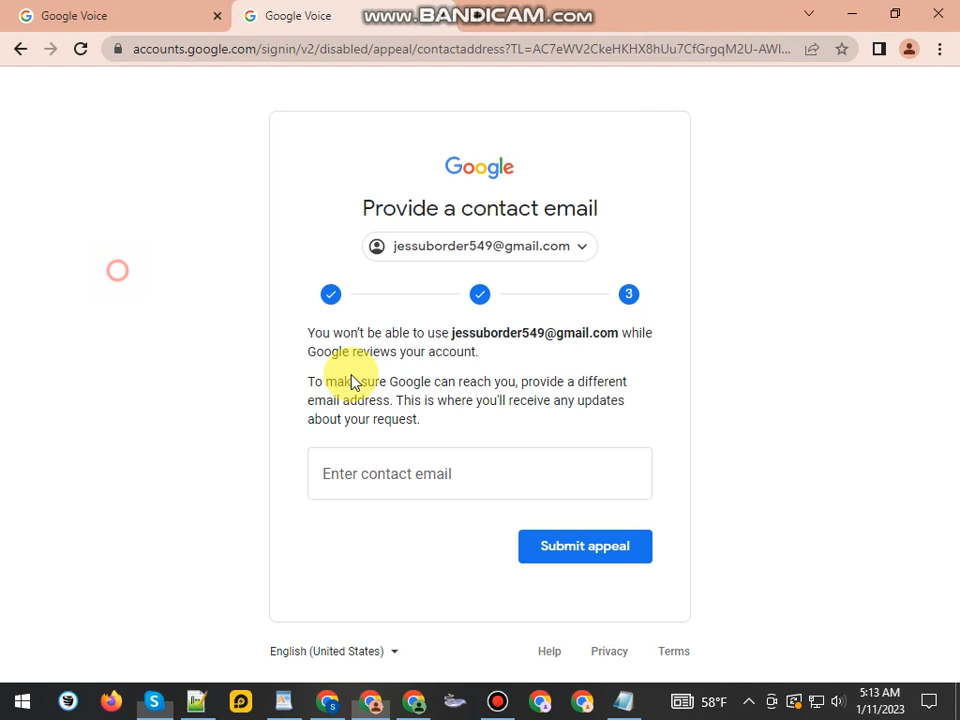 Google Voice
Google Voice
WWW.BANDICAM.COM
accounts.google.com/signin/v2/disabled/appeal/contactaddress?TL=AC7eWV2CkeHKHX8hUu7CfGrgqM2U-AWI...
Google
Provide a contact email
jessuborder549@gmail.com
3
You won't be able to use jessuborder549@gmail.com while
Google reviews your account.
To make sure Google can reach you, provide a different
email address. This is where you'll receive any updates
about your request.
Enter contact email
Submit appeal
English (United States)
Help
Privacy
Terms
58°F
5:13 AM
1/11/2023